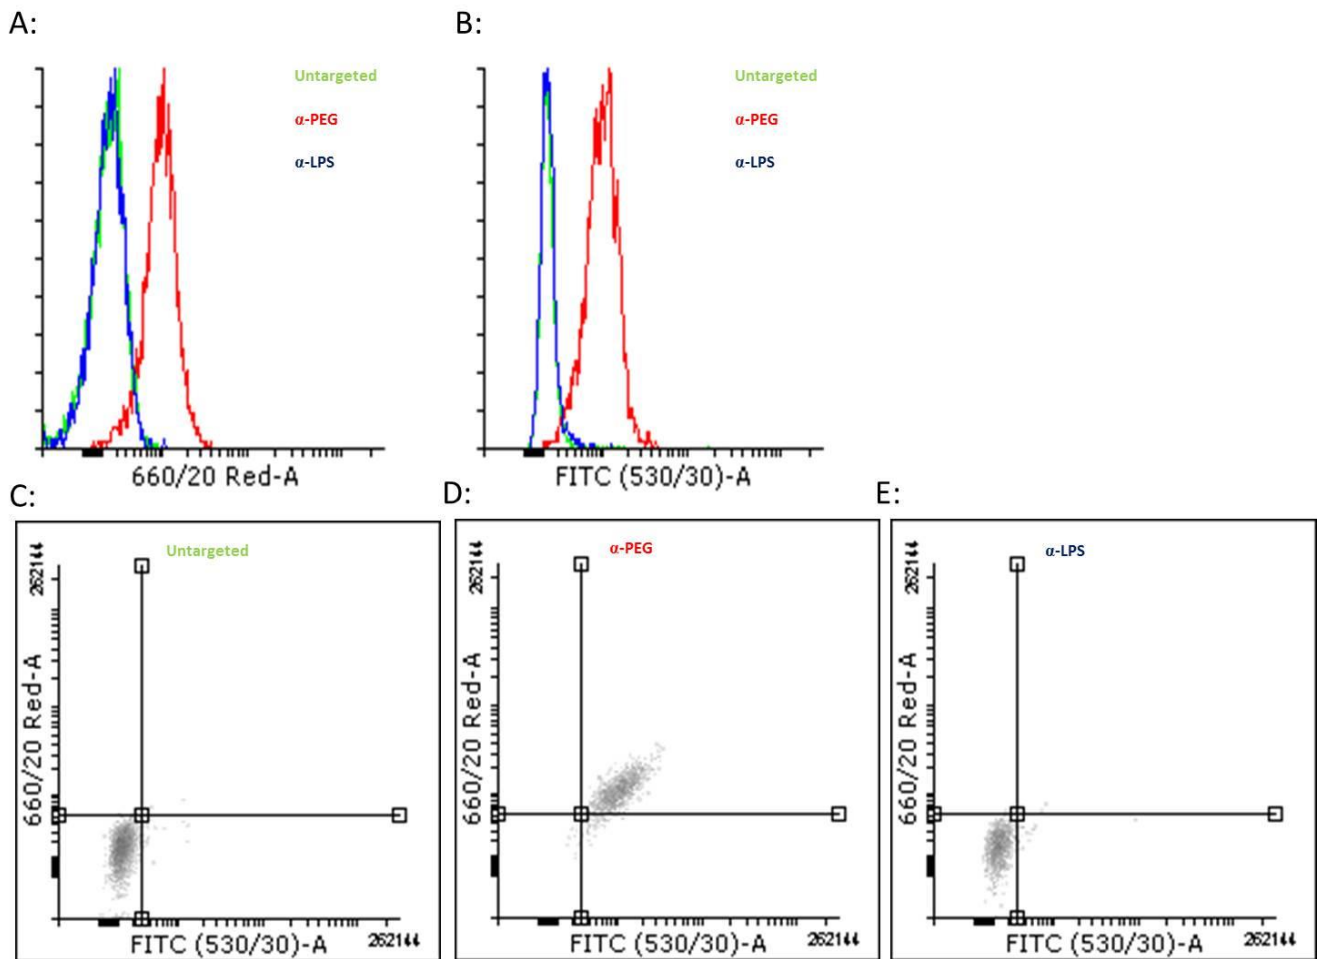 A:
B:
Untargeted
α-PEG
α-LPS
660/20 Red-A
Untargeted
α-PEG
α-LPS
FITC (530/30)-A
C:
D:
E:
Untargeted
262144
660/20 Red-A
FITC (530/30)-A
262144
α-PEG
262144
660/20 Red-A
FITC (530/30)-A
262144
α-LPS
262144
660/20 Red-A
FITC (530/30)-A
262144